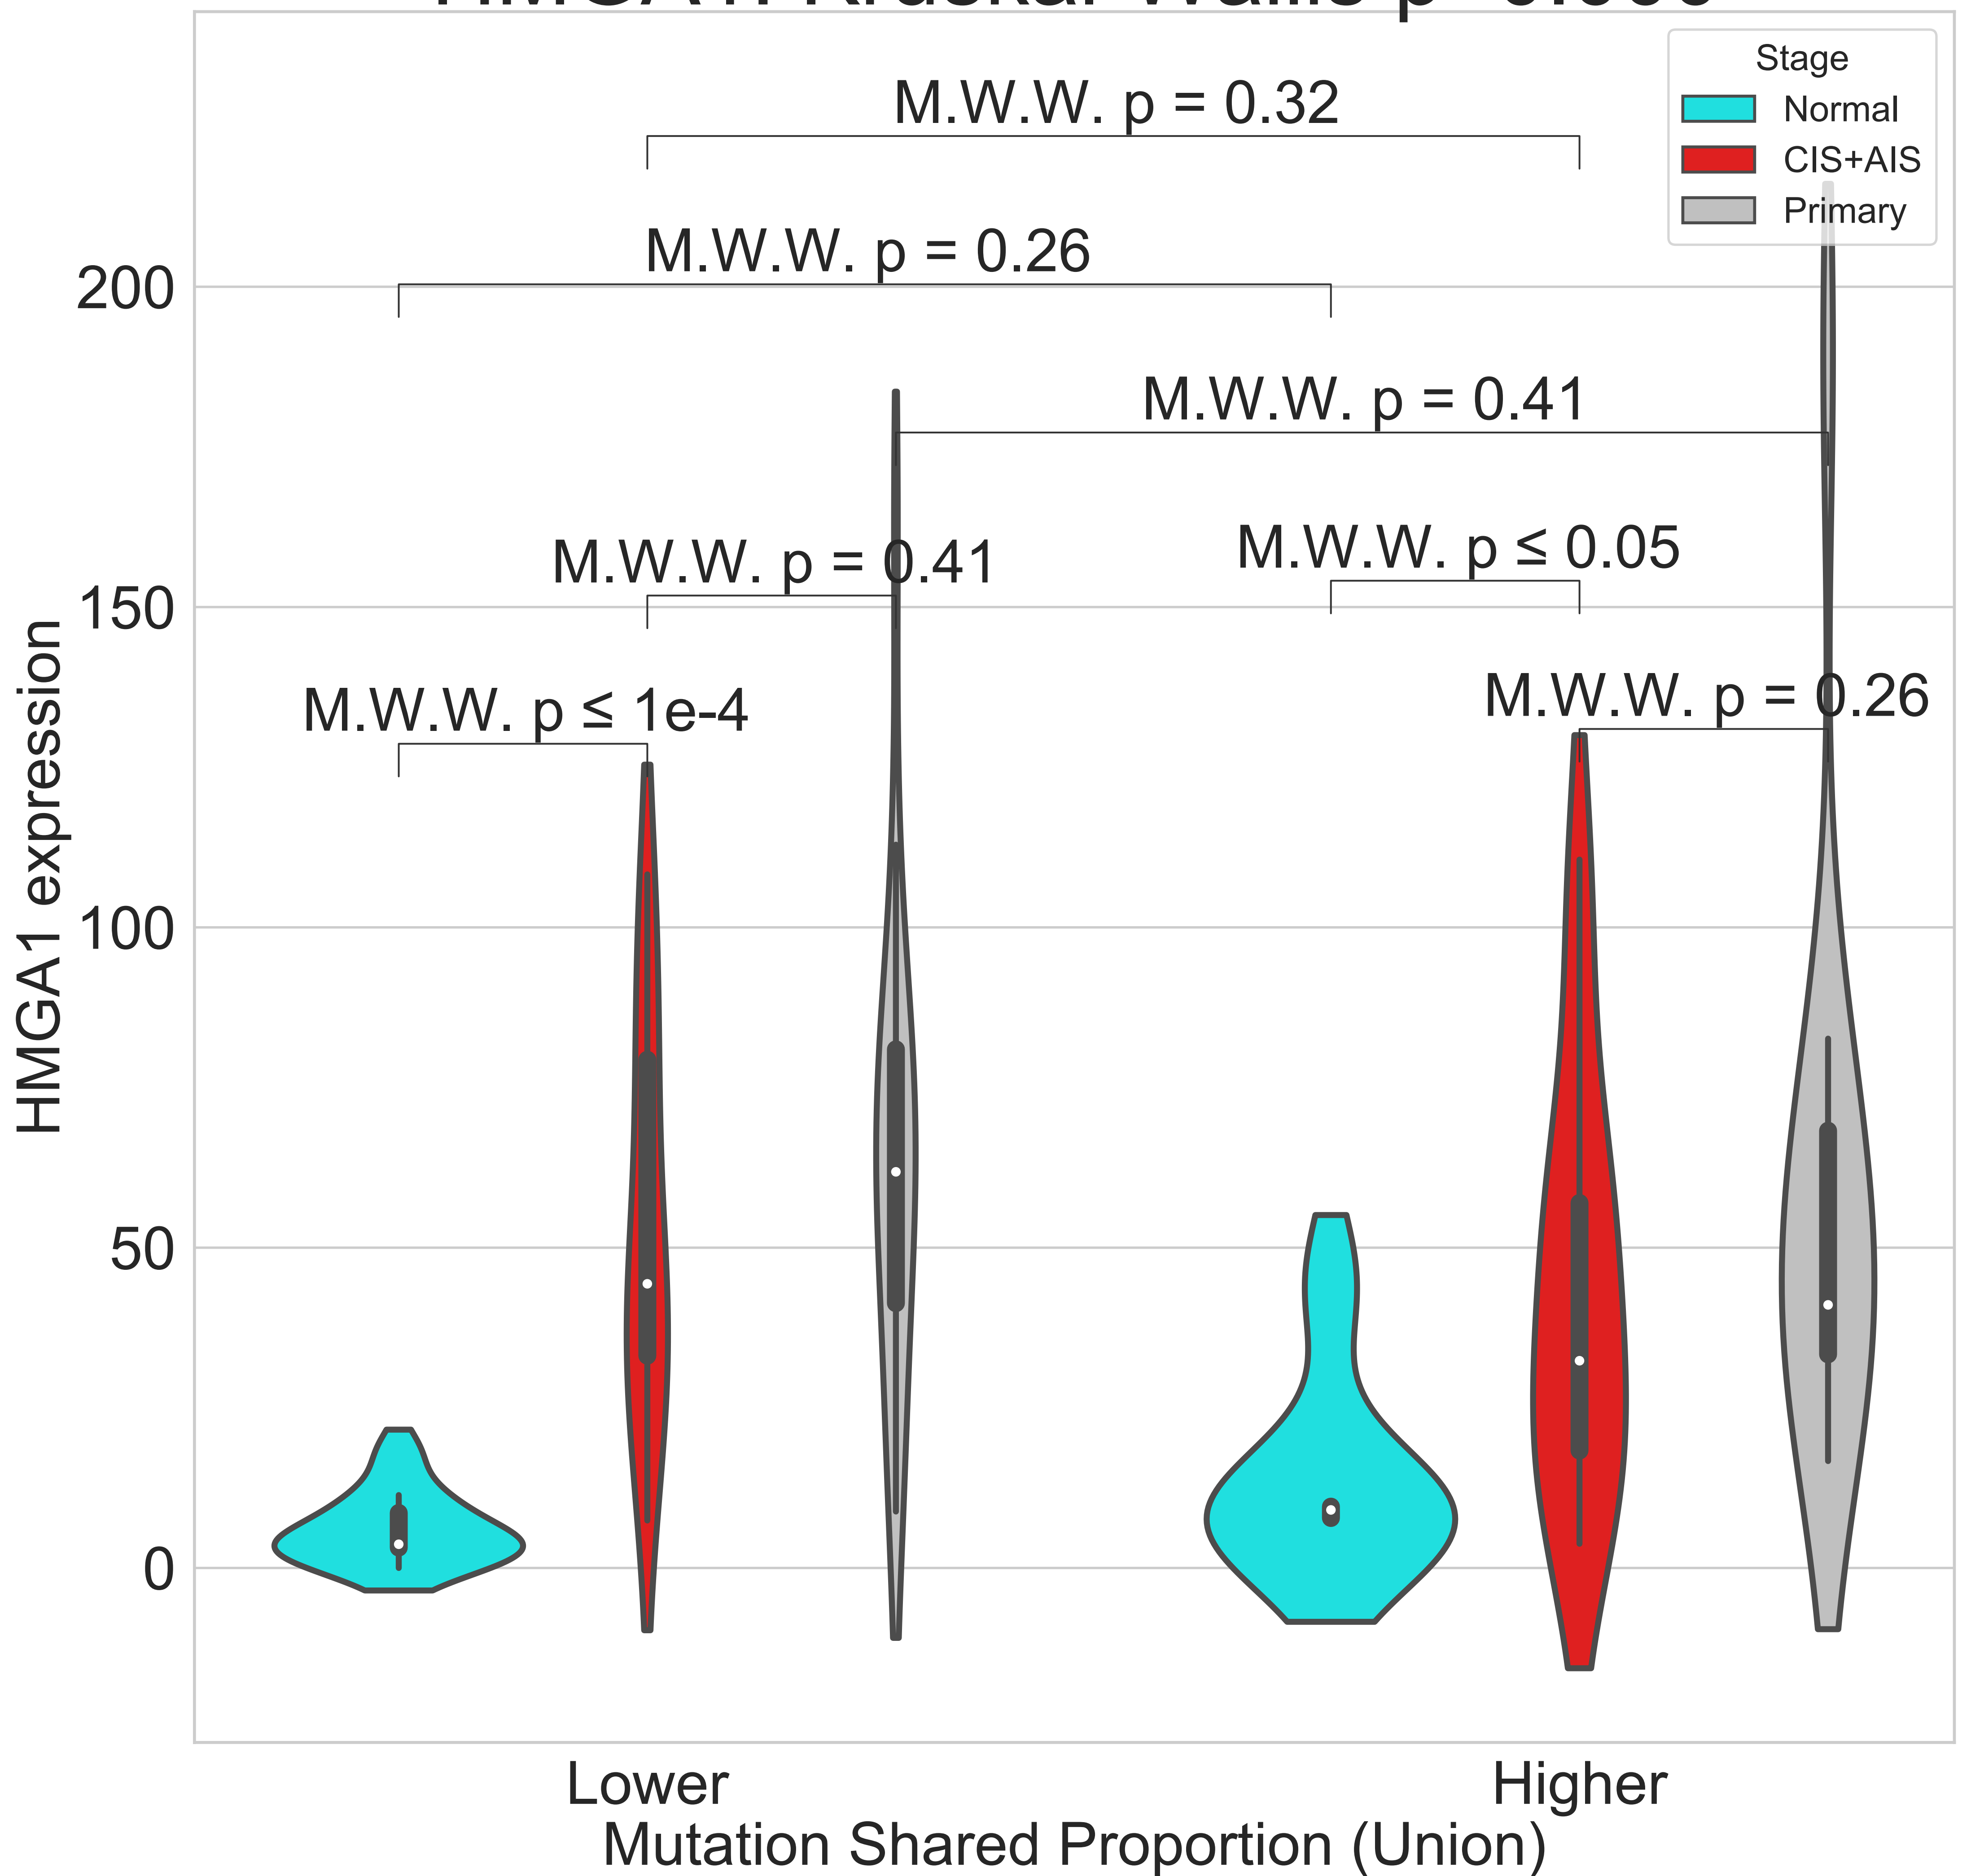 Stage
Normal
CIS+AIS
Primary
M.W.W. p = 0.32
M.W.W. p = 0.26
M.W.W. p = 0.41
M.W.W. p = 0.41
M.W.W. p ≤ 0.05
M.W.W. p ≤ 1e-4
M.W.W. p = 0.26
200
150
100
50
0
HMGA1 expression
Lower
Higher
Mutation Shared Proportion (Union)